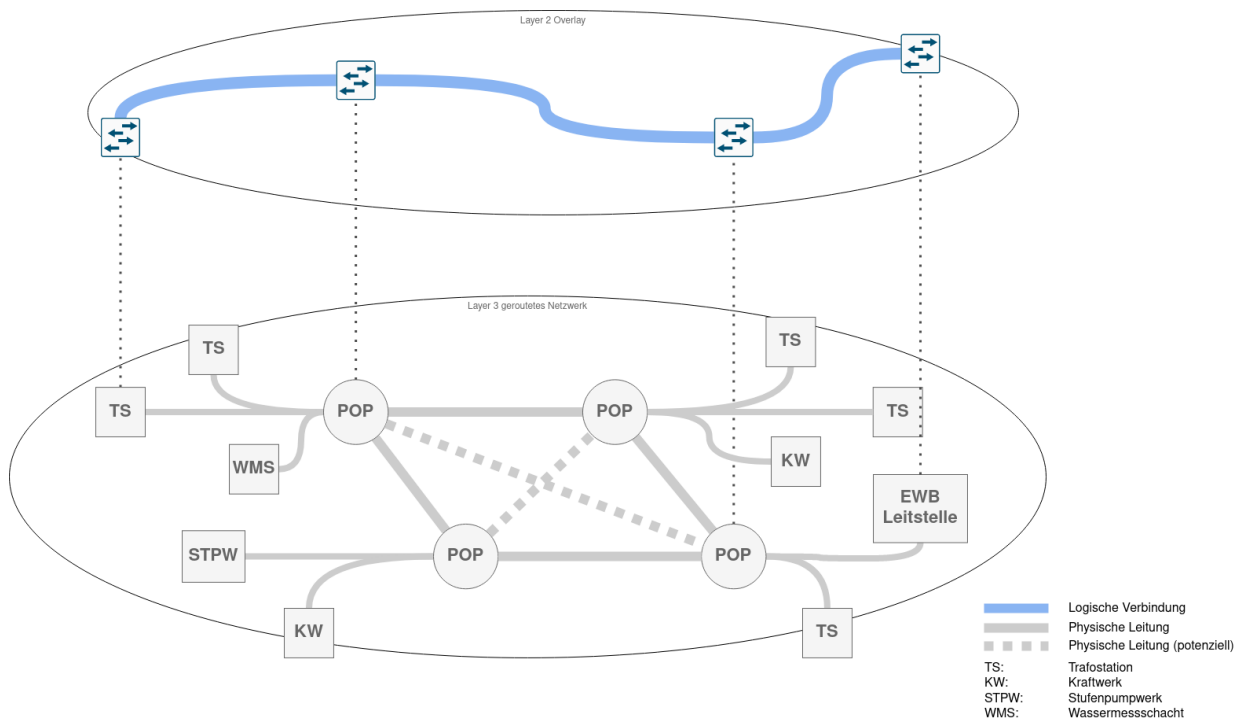 Layer 2 Overlay
Layer 3 geroutetes Netzwerk
TS
TS
TS
POP
POP
TS
WMS
KW
EWB
Leitstelle
STPW
POP
POP
KW
TS
Logische Verbindung
Physische Leitung
Physische Leitung (potenziell)
TS: Trafostation
KW: Kraftwerk
STPW: Stufenpumpwerk
WMS: Wassermessschacht